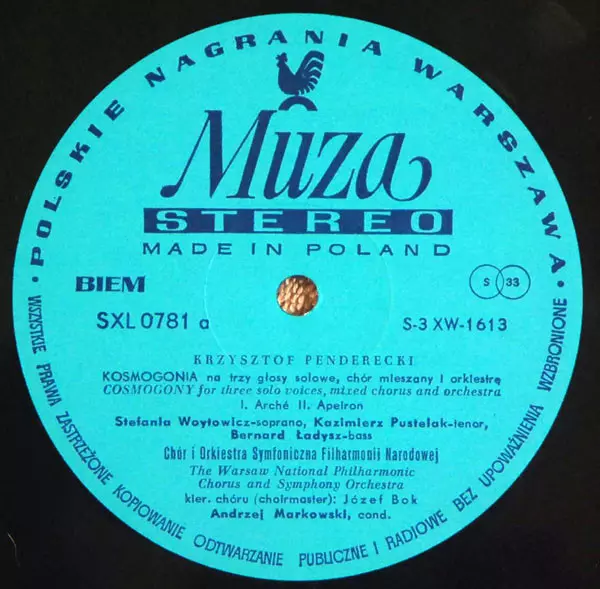 • POLSKIE NAGRANIA WARSZAWA •
Muza
STEREO
MADE IN POLAND
BIEM
S 33
SXL 0781 a
S-3 XW-1613
KRZYSZTOF PENDERECKI
KOSMOGONIA na trzy głosy solowe, chór mieszany i orkiestrę
COSMOGONY for three solo voices, mixed chorus and orchestra
I. Arché II. Apeiron
Stefania Woytowicz-soprano, Kazimierz Pustelak-tenor,
Bernard Ładysz-bass
Chór i Orkiestra Symfoniczna Filharmonii Narodowej
The Warsaw National Philharmonic
Chorus and Symphony Orchestra
kier. chóru (choirmaster): Józef Bok
Andrzej Markowski, cond.
WSZYSTKIE PRAWA ZASTRZEŻONE KOPIOWANIE ODTWARZANIE PUBLICZNE I RADIOWE BEZ UPOWAŻNIENIA WZBRONIONE